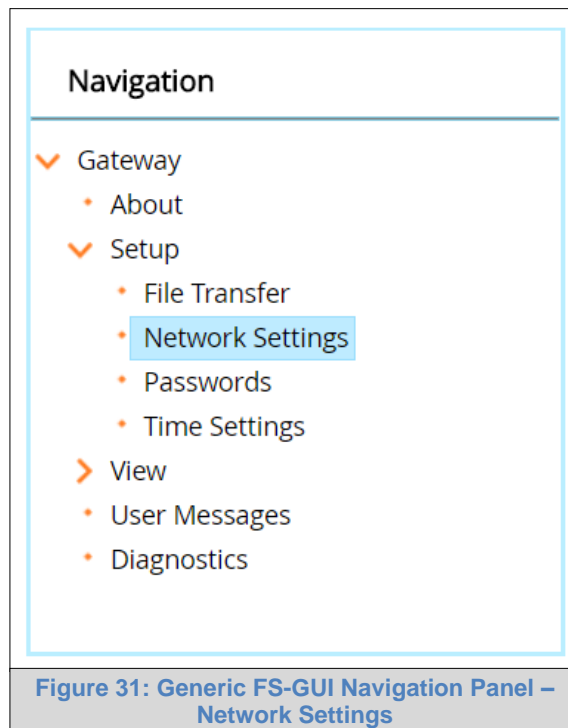 Navigation
Gateway
About
Setup
File Transfer
Network Settings
Passwords
Time Settings
View
User Messages
Diagnostics
Figure 31: Generic FS-GUI Navigation Panel –
Network Settings